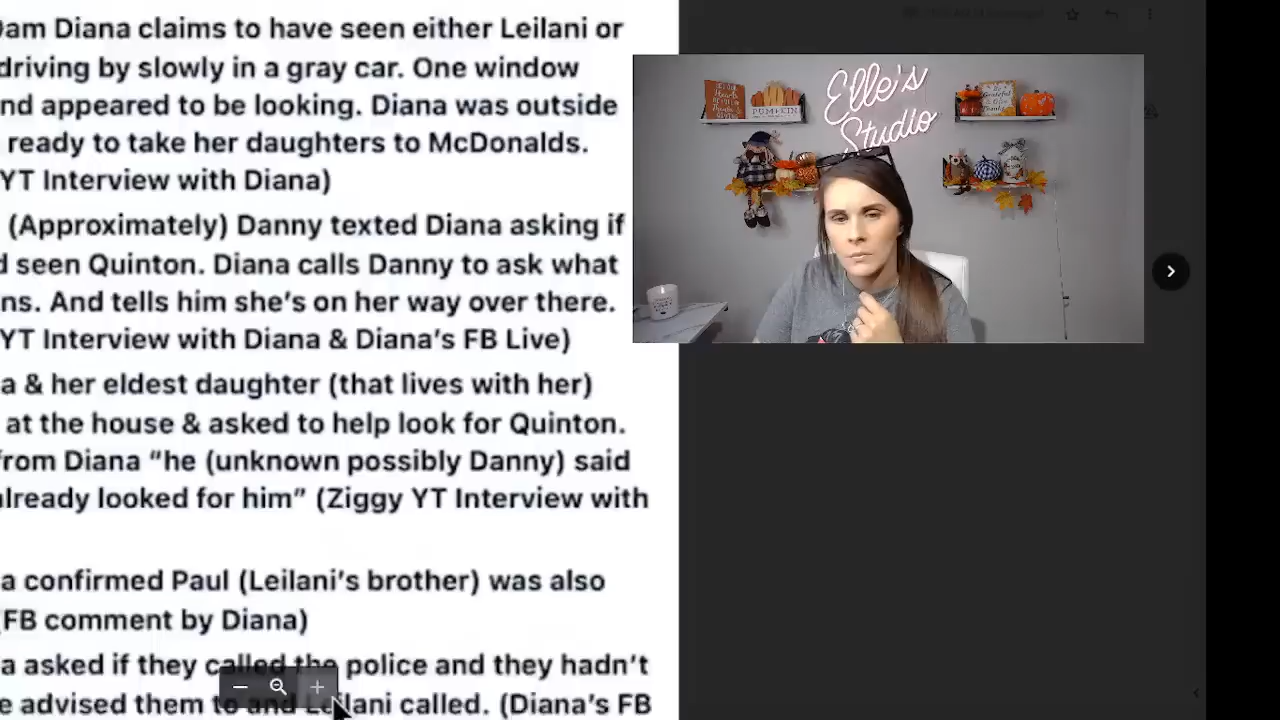 0am Diana claims to have seen either Leilani or
driving by slowly in a gray car. One window
nd appeared to be looking. Diana was outside
ready to take her daughters to McDonalds.
YT Interview with Diana)
(Approximately) Danny texted Diana asking if
d seen Quinton. Diana calls Danny to ask what
ns. And tells him she's on her way over there.
YT Interview with Diana & Diana's FB Live)
a & her eldest daughter (that lives with her)
at the house & asked to help look for Quinton.
from Diana "he (unknown possibly Danny) said
already looked for him" (Ziggy YT Interview with
a confirmed Paul (Leilani's brother) was also
(FB comment by Diana)
a asked if they called the police and they hadn't
e advised them to and Leilani called. (Diana's FB
Elle's
Studio
PUMPKIN